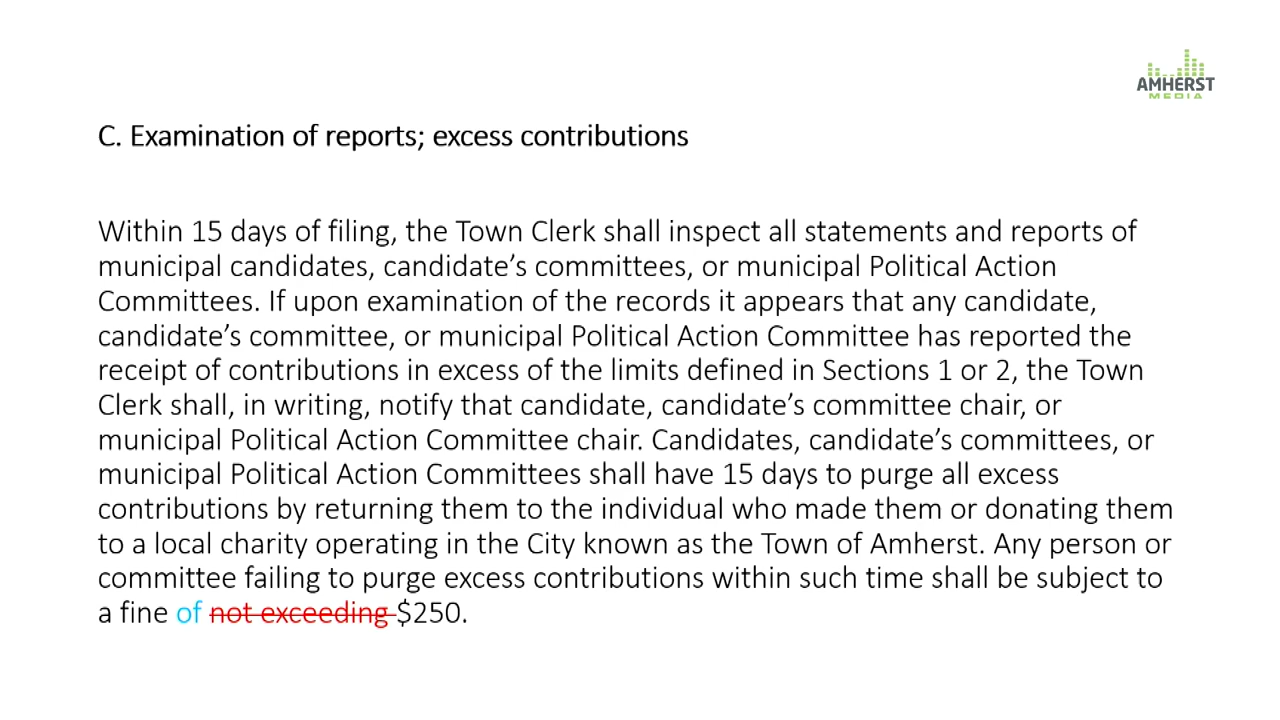 AMHERST
MEDIA
C. Examination of reports; excess contributions
Within 15 days of filing, the Town Clerk shall inspect all statements and reports of
municipal candidates, candidate’s committees, or municipal Political Action
Committees. If upon examination of the records it appears that any candidate,
candidate’s committee, or municipal Political Action Committee has reported the
receipt of contributions in excess of the limits defined in Sections 1 or 2, the Town
Clerk shall, in writing, notify that candidate, candidate’s committee chair, or
municipal Political Action Committee chair. Candidates, candidate’s committees, or
municipal Political Action Committees shall have 15 days to purge all excess
contributions by returning them to the individual who made them or donating them
to a local charity operating in the City known as the Town of Amherst. Any person or
committee failing to purge excess contributions within such time shall be subject to
a fine of not exceeding $250.